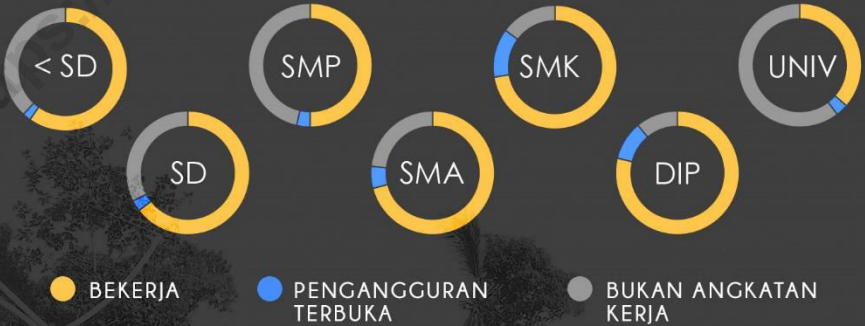 < SD
SMP
SMK
UNIV
SD
SMA
DIP
BEKERJA
PENGANGGURAN
TERBUKA
BUKAN ANGKATAN
KERJA